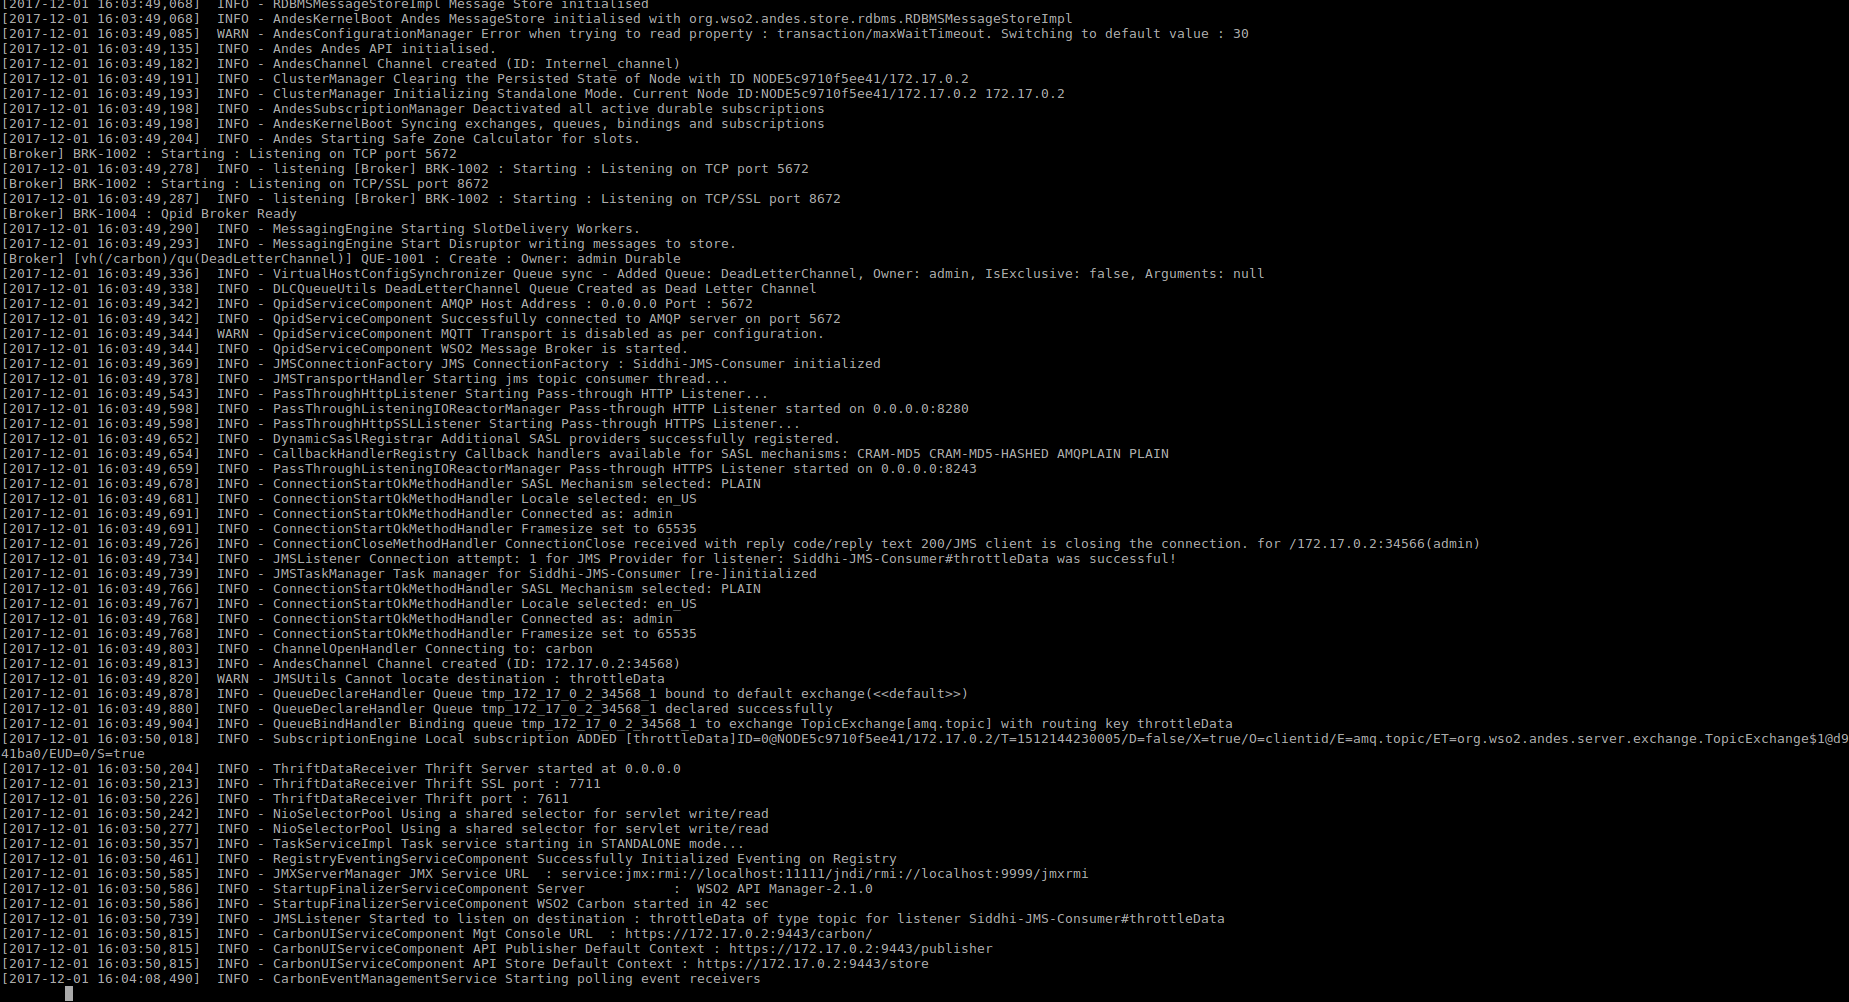 [2017-12-01 16:03:49,068]  INFO - RDBMSMessageStoreImpl Message Store initialised
[2017-12-01 16:03:49,068]  INFO - AndesKernelBoot Andes MessageStore initialised with org.wso2.andes.store.rdbms.RDBMSMessageStoreImpl
[2017-12-01 16:03:49,085]  WARN - AndesConfigurationManager Error when trying to read property : transaction/maxWaitTimeout. Switching to default value : 30
[2017-12-01 16:03:49,135]  INFO - Andes Andes API initialised.
[2017-12-01 16:03:49,182]  INFO - AndesChannel Channel created (ID: Internel_channel)
[2017-12-01 16:03:49,191]  INFO - ClusterManager Clearing the Persisted State of Node with ID NODE5c9710f5ee41/172.17.0.2
[2017-12-01 16:03:49,193]  INFO - ClusterManager Initializing Standalone Mode. Current Node ID:NODE5c9710f5ee41/172.17.0.2 172.17.0.2
[2017-12-01 16:03:49,198]  INFO - AndesSubscriptionManager Deactivated all active durable subscriptions
[2017-12-01 16:03:49,198]  INFO - AndesKernelBoot Syncing exchanges, queues, bindings and subscriptions
[2017-12-01 16:03:49,204]  INFO - Andes Starting Safe Zone Calculator for slots.
[Broker] BRK-1002 : Starting : Listening on TCP port 5672
[2017-12-01 16:03:49,278]  INFO - listening [Broker] BRK-1002 : Starting : Listening on TCP port 5672
[Broker] BRK-1002 : Starting : Listening on TCP/SSL port 8672
[2017-12-01 16:03:49,287]  INFO - listening [Broker] BRK-1002 : Starting : Listening on TCP/SSL port 8672
[Broker] BRK-1004 : Qpid Broker Ready
[2017-12-01 16:03:49,290]  INFO - MessagingEngine Starting SlotDelivery Workers.
[2017-12-01 16:03:49,293]  INFO - MessagingEngine Start Disruptor writing messages to store.
[Broker] [vh(/carbon)/qu(DeadLetterChannel)] QUE-1001 : Create : Owner: admin Durable
[2017-12-01 16:03:49,336]  INFO - VirtualHostConfigSynchronizer Queue sync - Added Queue: DeadLetterChannel, Owner: admin, IsExclusive: false, Arguments: null
[2017-12-01 16:03:49,338]  INFO - DLCQueueUtils DeadLetterChannel Queue Created as Dead Letter Channel
[2017-12-01 16:03:49,342]  INFO - QpidServiceComponent AMQP Host Address : 0.0.0.0 Port : 5672
[2017-12-01 16:03:49,342]  INFO - QpidServiceComponent Successfully connected to AMQP server on port 5672
[2017-12-01 16:03:49,344]  WARN - QpidServiceComponent MQTT Transport is disabled as per configuration.
[2017-12-01 16:03:49,344]  INFO - QpidServiceComponent WSO2 Message Broker is started.
[2017-12-01 16:03:49,369]  INFO - JMSConnectionFactory JMS ConnectionFactory : Siddhi-JMS-Consumer initialized
[2017-12-01 16:03:49,378]  INFO - JMSTransportHandler Starting jms topic consumer thread...
[2017-12-01 16:03:49,543]  INFO - PassThroughHttpListener Starting Pass-through HTTP Listener...
[2017-12-01 16:03:49,598]  INFO - PassThroughListeningIOReactorManager Pass-through HTTP Listener started on 0.0.0.0:8280
[2017-12-01 16:03:49,598]  INFO - PassThroughHttpSSLListener Starting Pass-through HTTPS Listener...
[2017-12-01 16:03:49,652]  INFO - DynamicSaslRegistrar Additional SASL providers successfully registered.
[2017-12-01 16:03:49,654]  INFO - CallbackHandlerRegistry Callback handlers available for SASL mechanisms: CRAM-MD5 CRAM-MD5-HASHED AMQPLAIN PLAIN
[2017-12-01 16:03:49,659]  INFO - PassThroughListeningIOReactorManager Pass-through HTTPS Listener started on 0.0.0.0:8243
[2017-12-01 16:03:49,678]  INFO - ConnectionStartOkMethodHandler SASL Mechanism selected: PLAIN
[2017-12-01 16:03:49,681]  INFO - ConnectionStartOkMethodHandler Locale selected: en_US
[2017-12-01 16:03:49,691]  INFO - ConnectionStartOkMethodHandler Connected as: admin
[2017-12-01 16:03:49,691]  INFO - ConnectionStartOkMethodHandler Framesize set to 65535
[2017-12-01 16:03:49,726]  INFO - ConnectionCloseMethodHandler ConnectionClose received with reply code/reply text 200/JMS client is closing the connection. for /172.17.0.2:34566(admin)
[2017-12-01 16:03:49,734]  INFO - JMSListener Connection attempt: 1 for JMS Provider for listener: Siddhi-JMS-Consumer#throttleData was successful!
[2017-12-01 16:03:49,739]  INFO - JMSTaskManager Task manager for Siddhi-JMS-Consumer [re-]initialized
[2017-12-01 16:03:49,766]  INFO - ConnectionStartOkMethodHandler SASL Mechanism selected: PLAIN
[2017-12-01 16:03:49,767]  INFO - ConnectionStartOkMethodHandler Locale selected: en_US
[2017-12-01 16:03:49,768]  INFO - ConnectionStartOkMethodHandler Connected as: admin
[2017-12-01 16:03:49,768]  INFO - ConnectionStartOkMethodHandler Framesize set to 65535
[2017-12-01 16:03:49,803]  INFO - ChannelOpenHandler Connecting to: carbon
[2017-12-01 16:03:49,813]  INFO - AndesChannel Channel created (ID: 172.17.0.2:34568)
[2017-12-01 16:03:49,820]  WARN - JMSUtils Cannot locate destination : throttleData
[2017-12-01 16:03:49,878]  INFO - QueueDeclareHandler Queue tmp_172_17_0_2_34568_1 bound to default exchange(<<default>>)
[2017-12-01 16:03:49,880]  INFO - QueueDeclareHandler Queue tmp_172_17_0_2_34568_1 declared successfully
[2017-12-01 16:03:49,904]  INFO - QueueBindHandler Binding queue tmp_172_17_0_2_34568_1 to exchange TopicExchange[amq.topic] with routing key throttleData
[2017-12-01 16:03:50,018]  INFO - SubscriptionEngine Local subscription ADDED [throttleData]ID=0@NODE5c9710f5ee41/172.17.0.2/T=1512144230005/D=false/X=true/O=clientid/E=amq.topic/ET=org.wso2.andes.server.exchange.TopicExchange$1@d9
41ba0/EUD=0/S=true
[2017-12-01 16:03:50,204]  INFO - ThriftDataReceiver Thrift Server started at 0.0.0.0
[2017-12-01 16:03:50,213]  INFO - ThriftDataReceiver Thrift SSL port : 7711
[2017-12-01 16:03:50,226]  INFO - ThriftDataReceiver Thrift port : 7611
[2017-12-01 16:03:50,242]  INFO - NioSelectorPool Using a shared selector for servlet write/read
[2017-12-01 16:03:50,277]  INFO - NioSelectorPool Using a shared selector for servlet write/read
[2017-12-01 16:03:50,357]  INFO - TaskServiceImpl Task service starting in STANDALONE mode...
[2017-12-01 16:03:50,461]  INFO - RegistryEventingServiceComponent Successfully Initialized Eventing on Registry
[2017-12-01 16:03:50,585]  INFO - JMXServerManager JMX Service URL  : service:jmx:rmi://localhost:11111/jndi/rmi://localhost:9999/jmxrmi
[2017-12-01 16:03:50,586]  INFO - StartupFinalizerServiceComponent Server           :  WSO2 API Manager-2.1.0
[2017-12-01 16:03:50,586]  INFO - StartupFinalizerServiceComponent WSO2 Carbon started in 42 sec
[2017-12-01 16:03:50,739]  INFO - JMSListener Started to listen on destination : throttleData of type topic for listener Siddhi-JMS-Consumer#throttleData
[2017-12-01 16:03:50,815]  INFO - CarbonUIServiceComponent Mgt Console URL  : https://172.17.0.2:9443/carbon/
[2017-12-01 16:03:50,815]  INFO - CarbonUIServiceComponent API Publisher Default Context : https://172.17.0.2:9443/publisher
[2017-12-01 16:03:50,815]  INFO - CarbonUIServiceComponent API Store Default Context : https://172.17.0.2:9443/store
[2017-12-01 16:04:08,490]  INFO - CarbonEventManagementService Starting polling event receivers